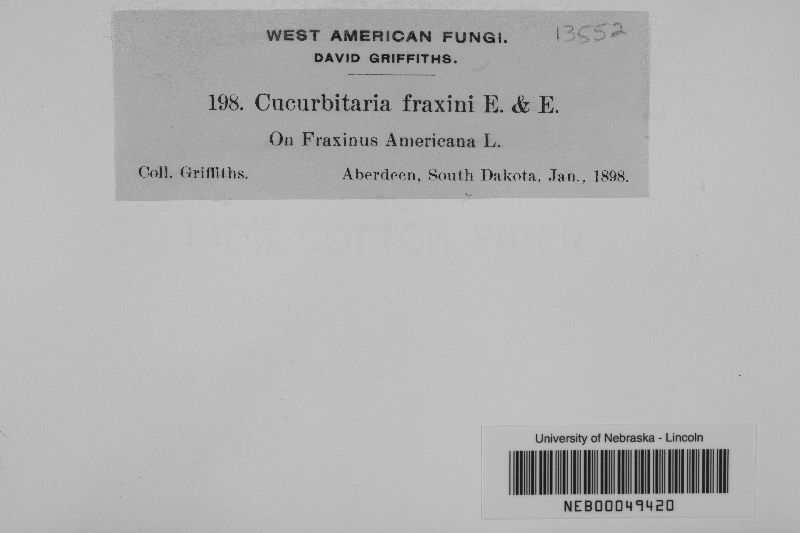 WEST AMERICAN FUNGI.
13552
DAVID GRIFFITHS.
198. Cucurbitaria fraxini E. & E.
On Fraxinus Americana L.
Coll. Griffiths. Aberdeen, South Dakota, Jan., 1898.
University of Nebraska - Lincoln
NEB00049420